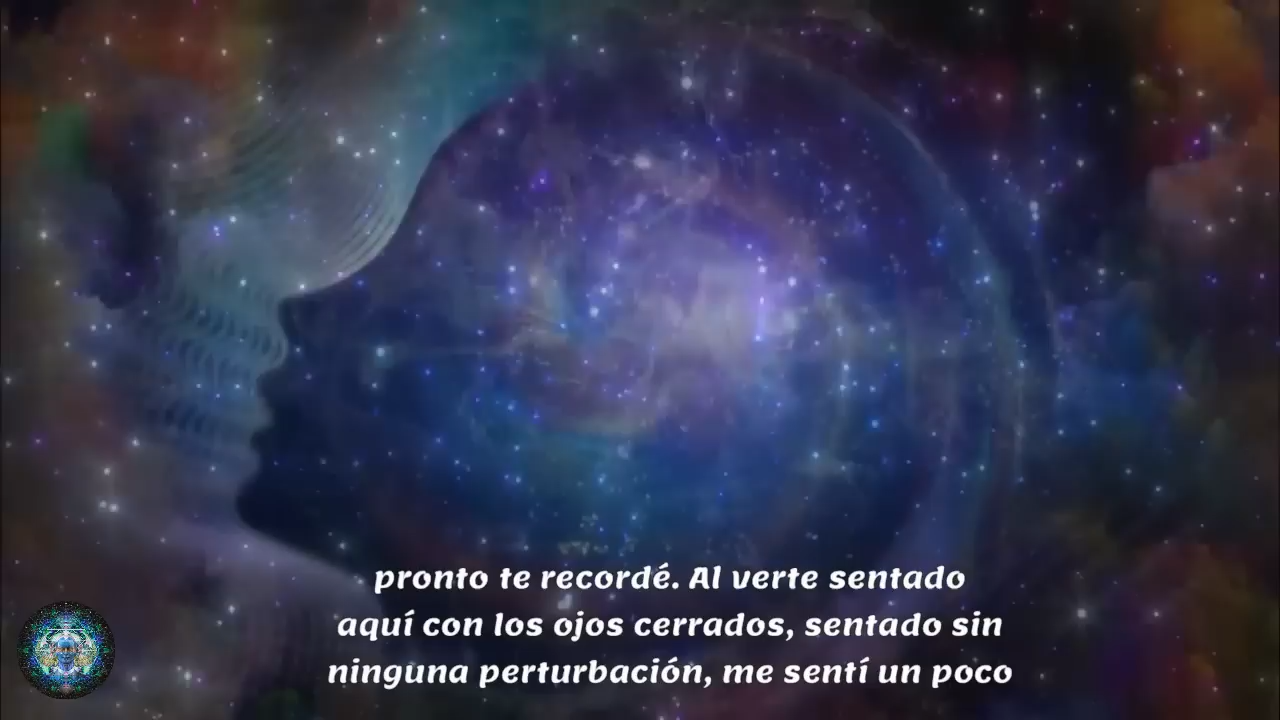 pronto te recordé. Al verte sentado
aquí con los ojos cerrados, sentado sin
ninguna perturbación, me sentí un poco